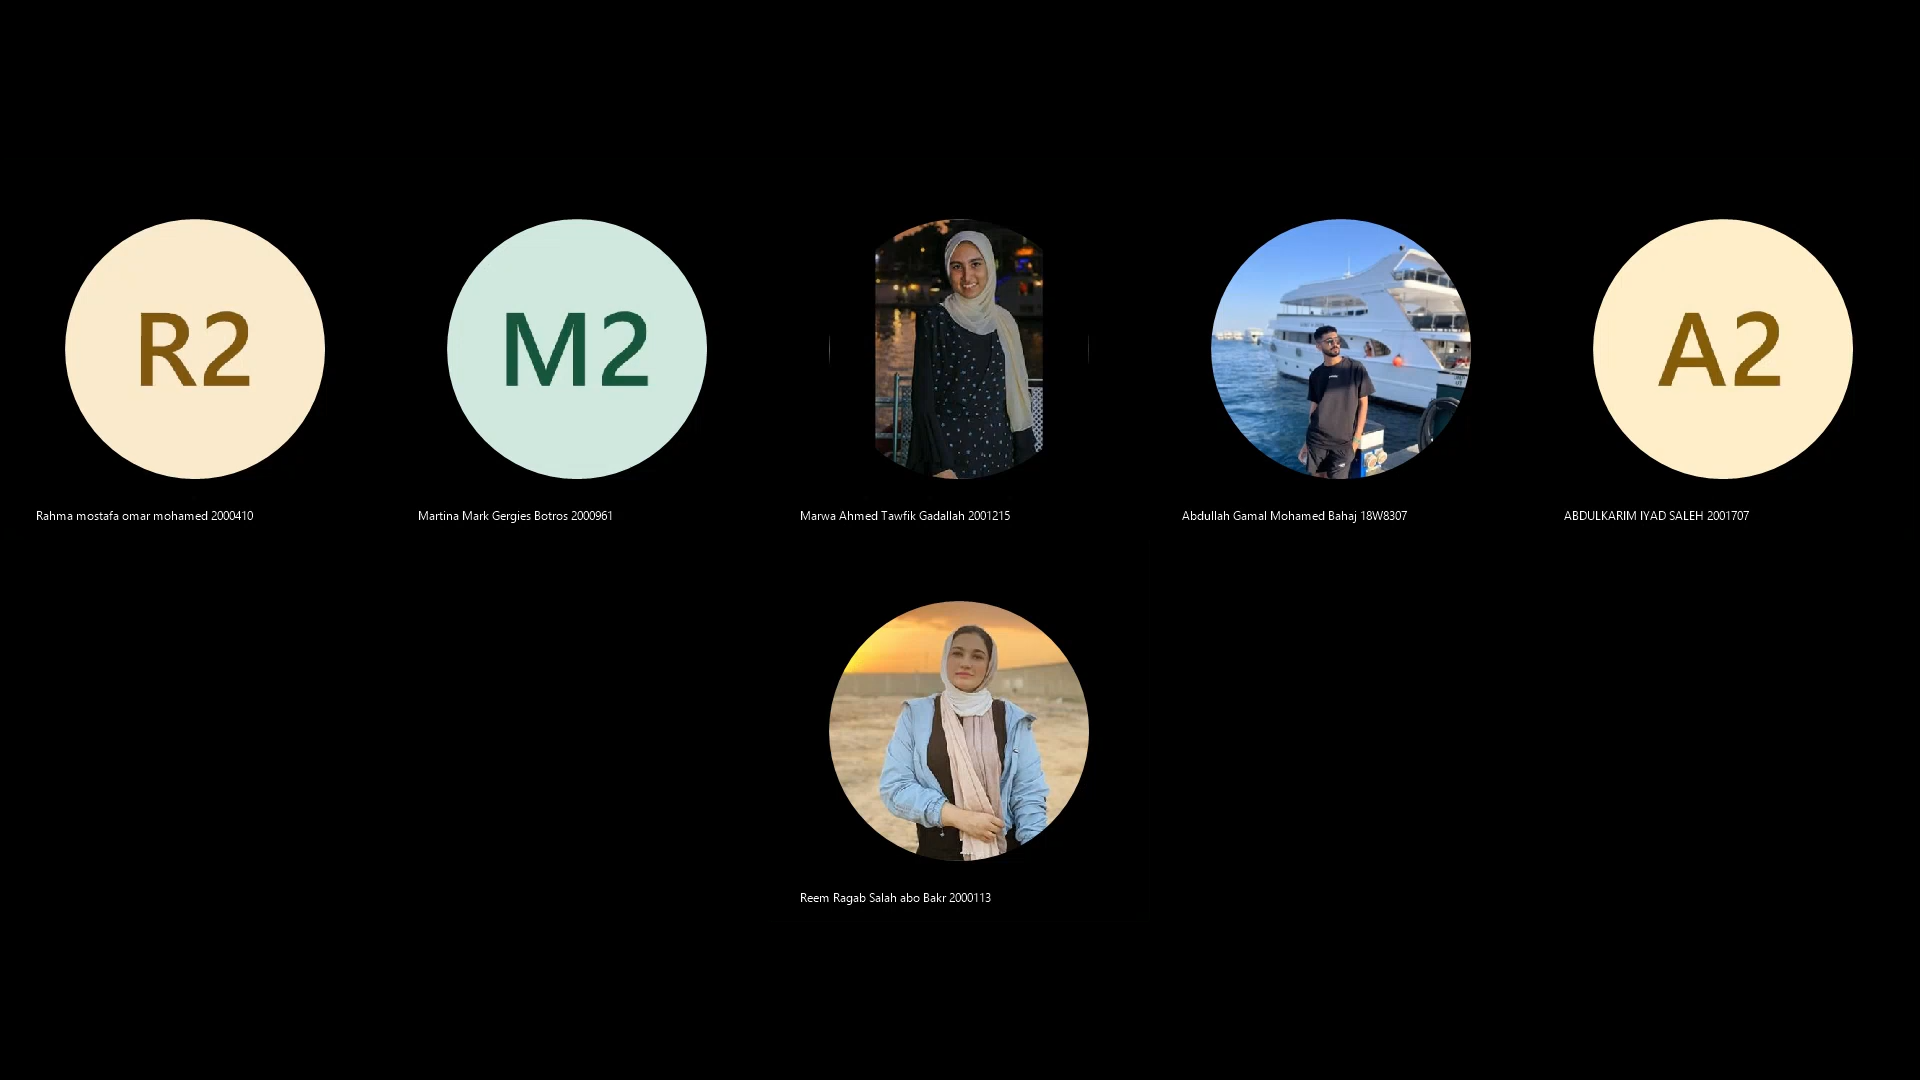 R2
M2
A2
Rahma mostafa omar mohamed 2000410
Martina Mark Gergies Botros 2000961
Marwa Ahmed Tawfik Gadallah 2001215
Abdullah Gamal Mohamed Bahaj 18W8307
ABDULKARIM IYAD SALEH 2001707
Reem Ragab Salah abo Bakr 2000113